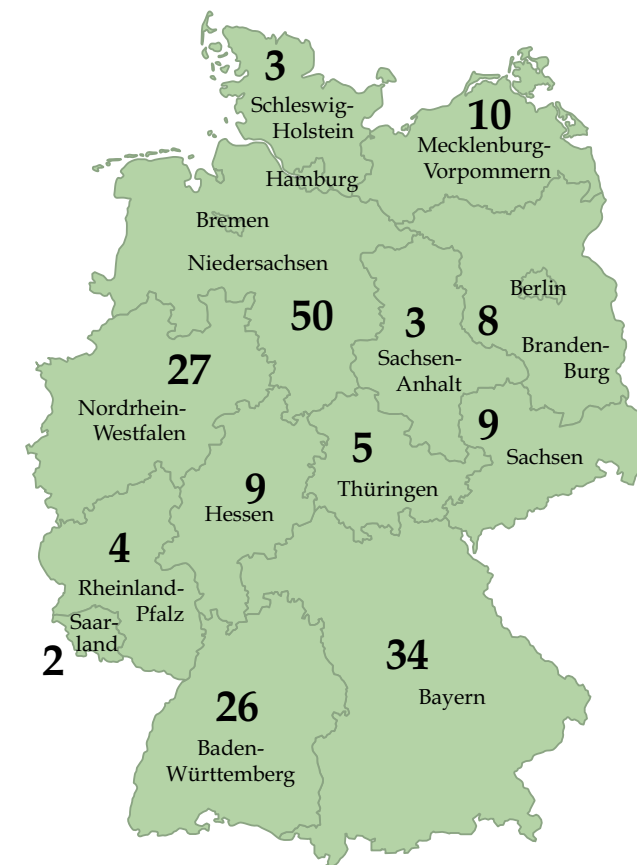 3
Schleswig-
Holstein
10
Mecklenburg-
Vorpommern
Hamburg
Bremen
Niedersachsen
50
Berlin
8
Branden-
Burg
3
Sachsen-
Anhalt
27
Nordrhein-
Westfalen
9
Sachsen
5
Thüringen
9
Hessen
4
Rheinland-
Pfalz
Saar-
land
2
34
Bayern
26
Baden-
Württemberg